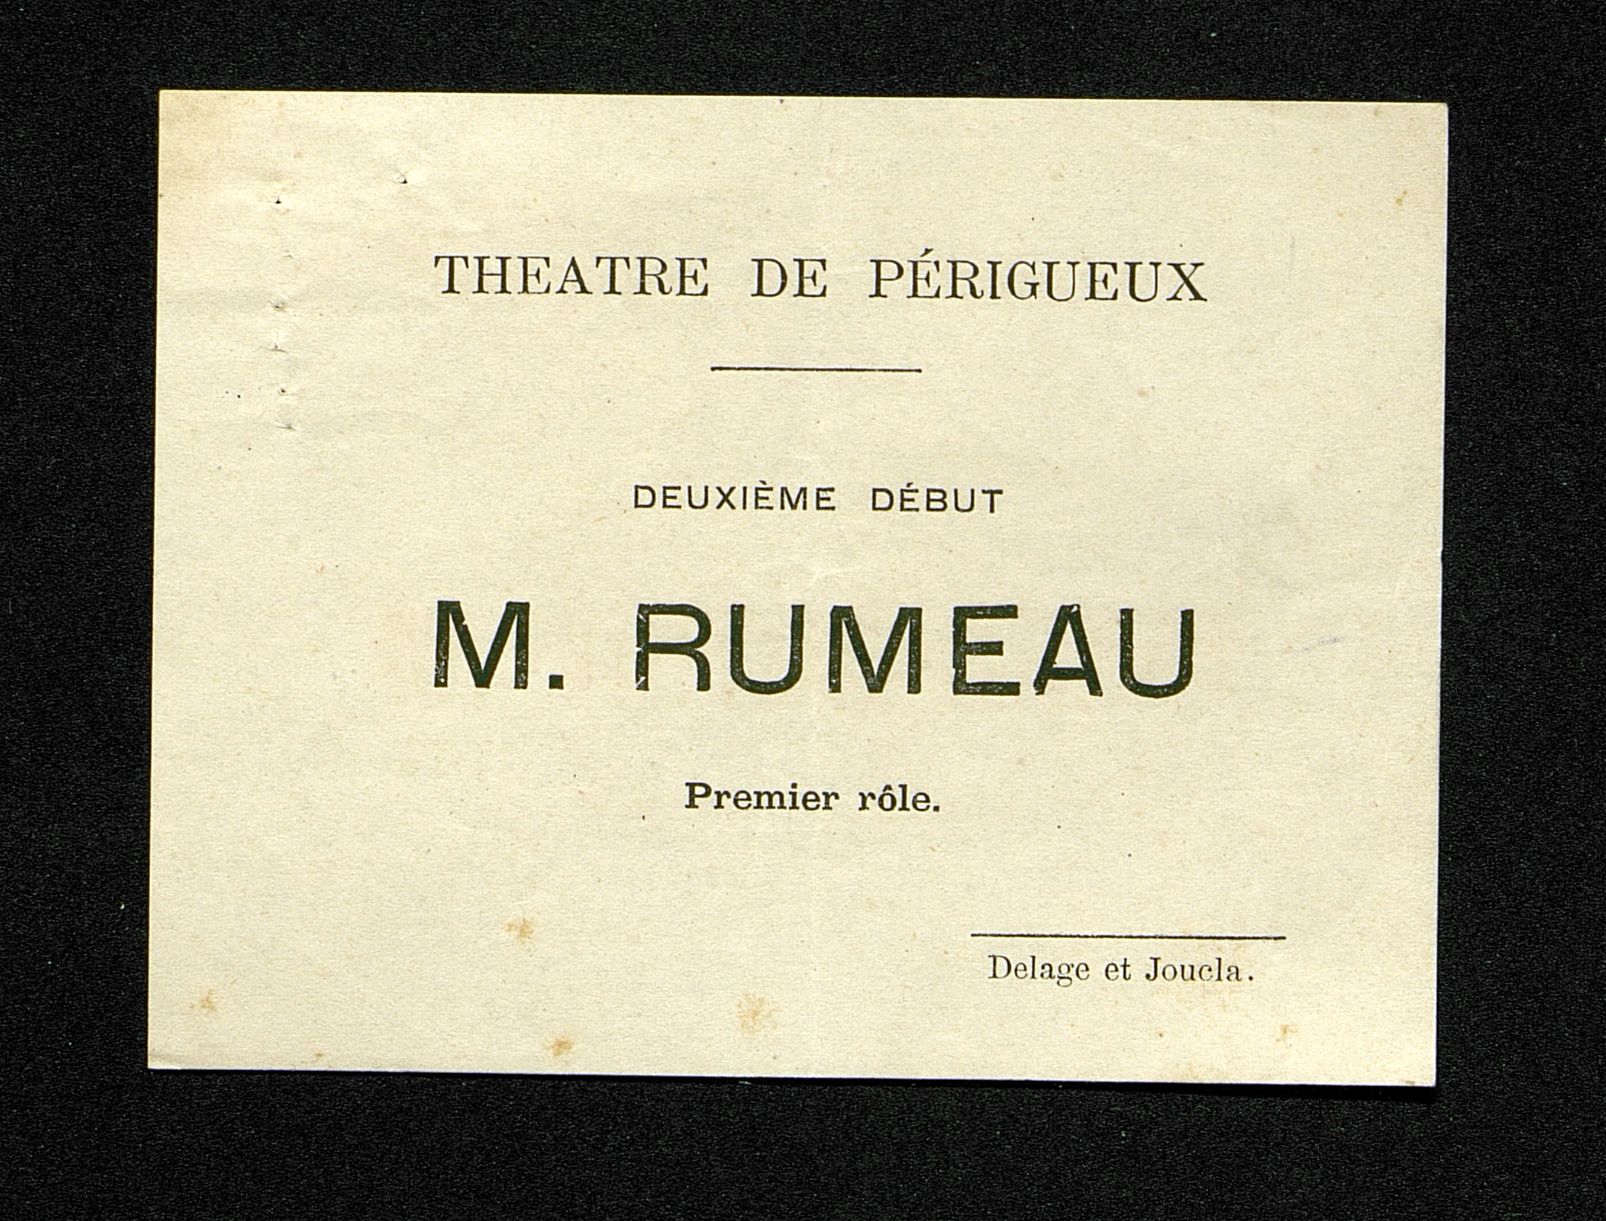 THEATRE DE PÉRIGUEUX
DEUXIÈME DÉBUT
M. RUMEAU
Premier rôle.
Delage et Joucla.